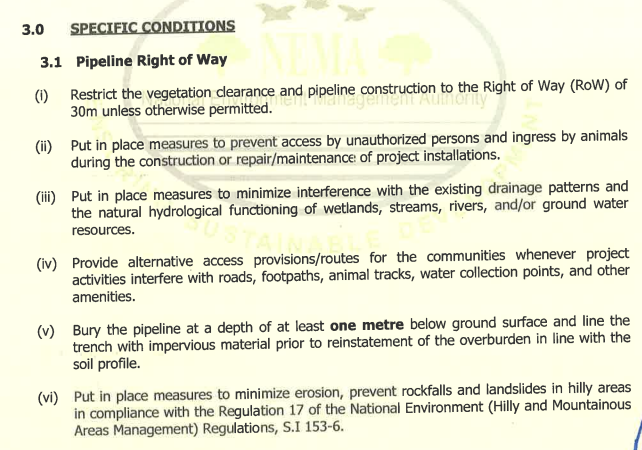 3.0 SPECIFIC CONDITIONS
3.1 Pipeline Right of Way
(i) Restrict the vegetation clearance and pipeline construction to the Right of Way (RoW) of
30m unless otherwise permitted.
(ii) Put in place measures to prevent access by unauthorized persons and ingress by animals
during the construction or repair/maintenance of project installations.
(iii) Put in place measures to minimize interference with the existing drainage patterns and
the natural hydrological functioning of wetlands, streams, rivers, and/or ground water
resources.
(iv) Provide alternative access provisions/routes for the communities whenever project
activities interfere with roads, footpaths, animal tracks, water collection points, and other
amenities.
(v) Bury the pipeline at a depth of at least one metre below ground surface and line the
trench with impervious material prior to reinstatement of the overburden in line with the
soil profile.
(vi) Put in place measures to minimize erosion, prevent rockfalls and landslides in hilly areas
in compliance with the Regulation 17 of the National Environment (Hilly and Mountainous
Areas Management) Regulations, S.I 153-6.
NEMA
National Environment Management Authority
SUSTAINABLE DEVELOPMENT